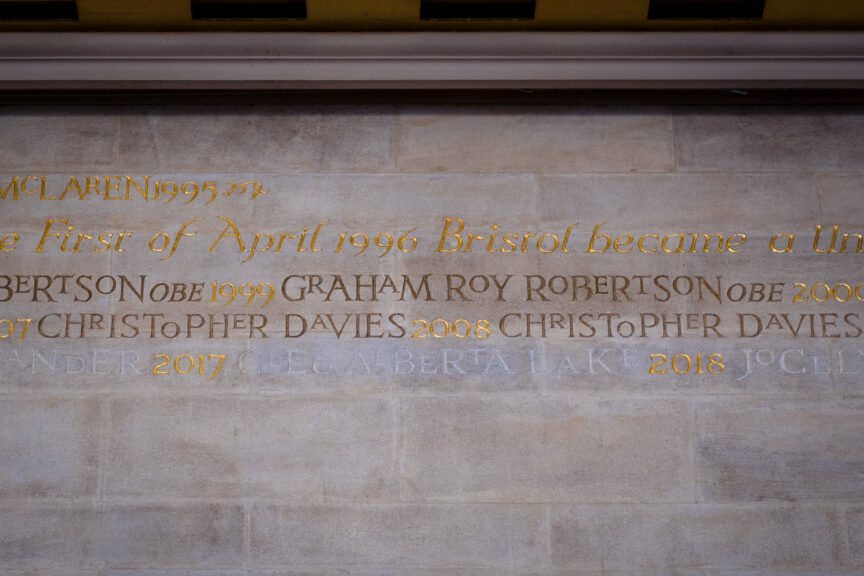 McLAREN 1995
e First of April 1996 Bristol became a Un
BERTSON OBE 1999 GRAHAM ROY ROBERTSON OBE 2000
07 CHRISTOPHER DAVIES 2008 CHRISTOPHER DAVIES
ANDER 2017 CLEO ALBERTA LAKE 2018 JOCEL